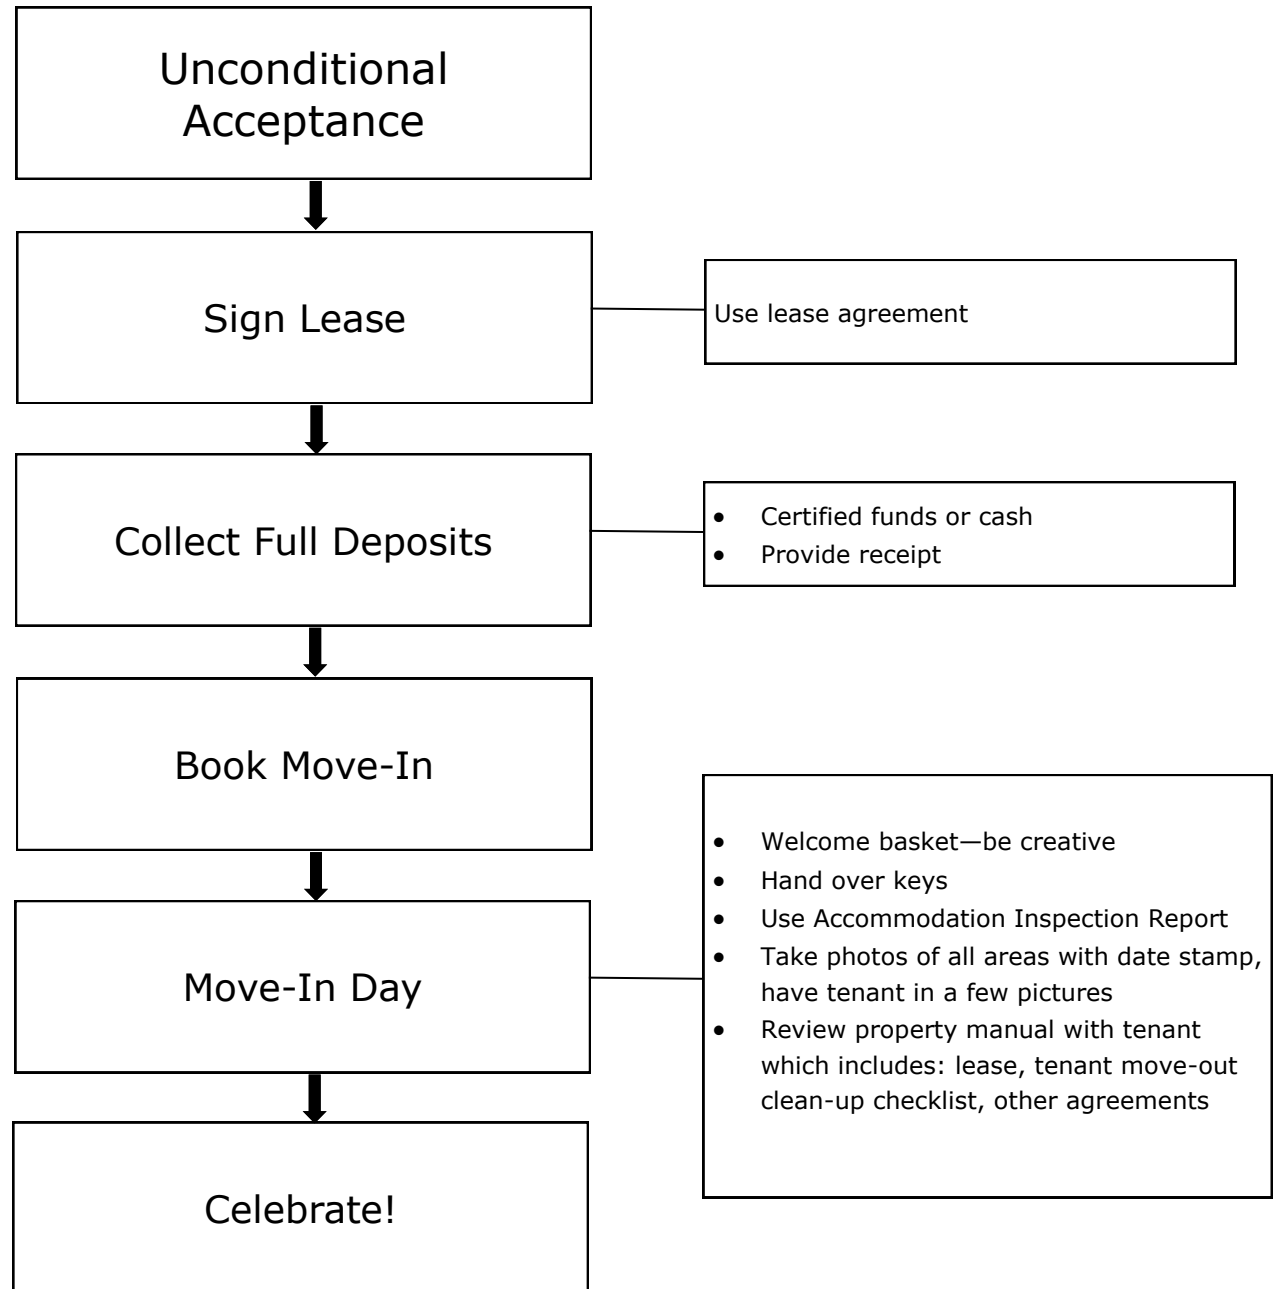 Unconditional
Acceptance
Sign Lease
Use lease agreement
Collect Full Deposits
• Certified funds or cash
• Provide receipt
Book Move-In
Move-In Day
• Welcome basket—be creative
• Hand over keys
• Use Accommodation Inspection Report
• Take photos of all areas with date stamp,
have tenant in a few pictures
• Review property manual with tenant
which includes: lease, tenant move-out
clean-up checklist, other agreements
Celebrate!